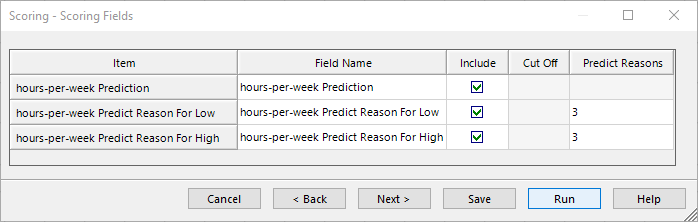 Scoring - Scoring Fields
Item Field Name Include Cut Off Predict Reasons
hours-per-week Prediction hours-per-week Prediction
hours-per-week Predict Reason For Low hours-per-week Predict Reason For Low 3
hours-per-week Predict Reason For High hours-per-week Predict Reason For High 3
Cancel < Back Next > Save Run Help